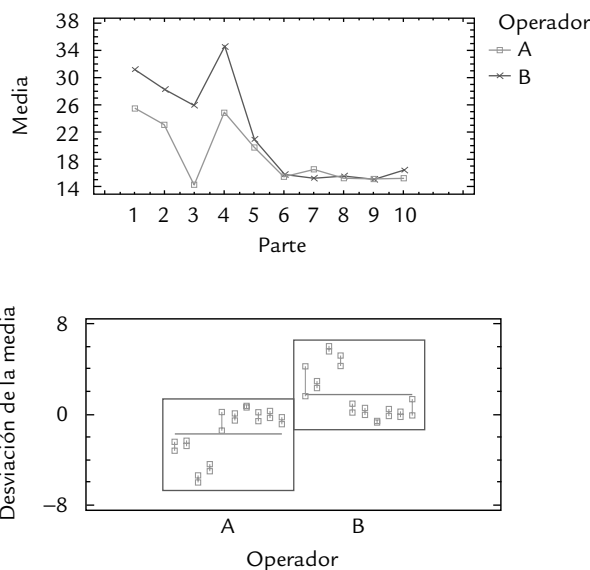 Operador
A
B
Media
38
34
30
26
22
18
14
1 2 3 4 5 6 7 8 9 10
Parte
Desviación de la media
8
0
−8
A B
Operador